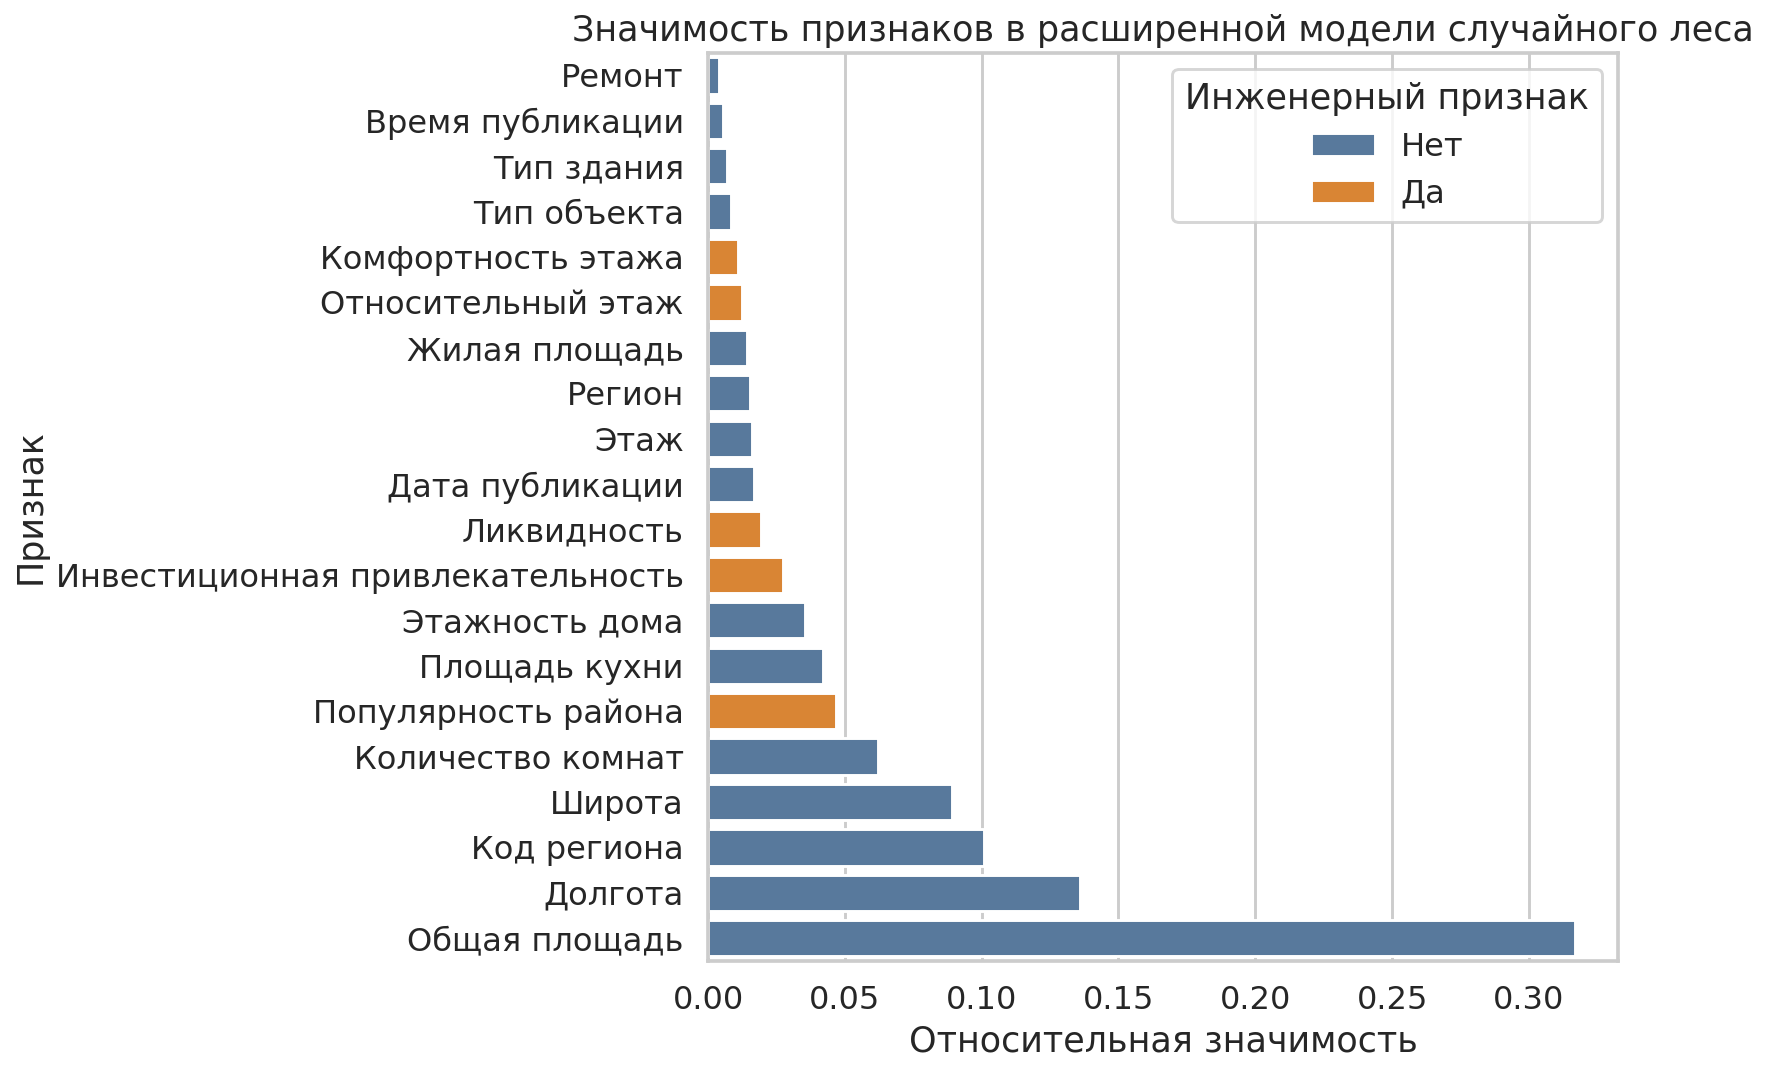 Значимость признаков в расширенной модели случайного леса
Инженерный признак
Нет
Да
Признак
Ремонт
Время публикации
Тип здания
Тип объекта
Комфортность этажа
Относительный этаж
Жилая площадь
Регион
Этаж
Дата публикации
Ликвидность
Инвестиционная привлекательность
Этажность дома
Площадь кухни
Популярность района
Количество комнат
Широта
Код региона
Долгота
Общая площадь
0.00 0.05 0.10 0.15 0.20 0.25 0.30
Относительная значимость